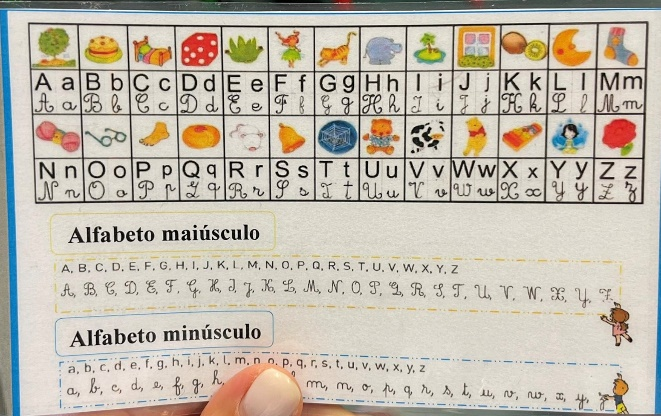 A a B b C c D d E e F f G g H h I i J j K k L l M m
A a B b C c D d E e F f G g H h I i J j K k L l M m
N n O o P p Q q R r S s T t U u V v W w X x Y y Z z
N n O o P p Q q R r S s T t U u V v W w X x Y y Z z
Alfabeto maiúsculo
A, B, C, D, E, F, G, H, I, J, K, L, M, N, O, P, Q, R, S, T, U, V, W, X, Y, Z
A, B, C, D, E, F, G, H, I, J, K, L, M, N, O, P, Q, R, S, T, U, V, W, X, Y, Z
Alfabeto minúsculo
a, b, c, d, e, f, g, h, i, j, k, l, m, n, o, p, q, r, s, t, u, v, w, x, y, z
a, b, c, d, e, f, g, h, m, n, o, p, q, r, s, t, u, v, w, x, y, z